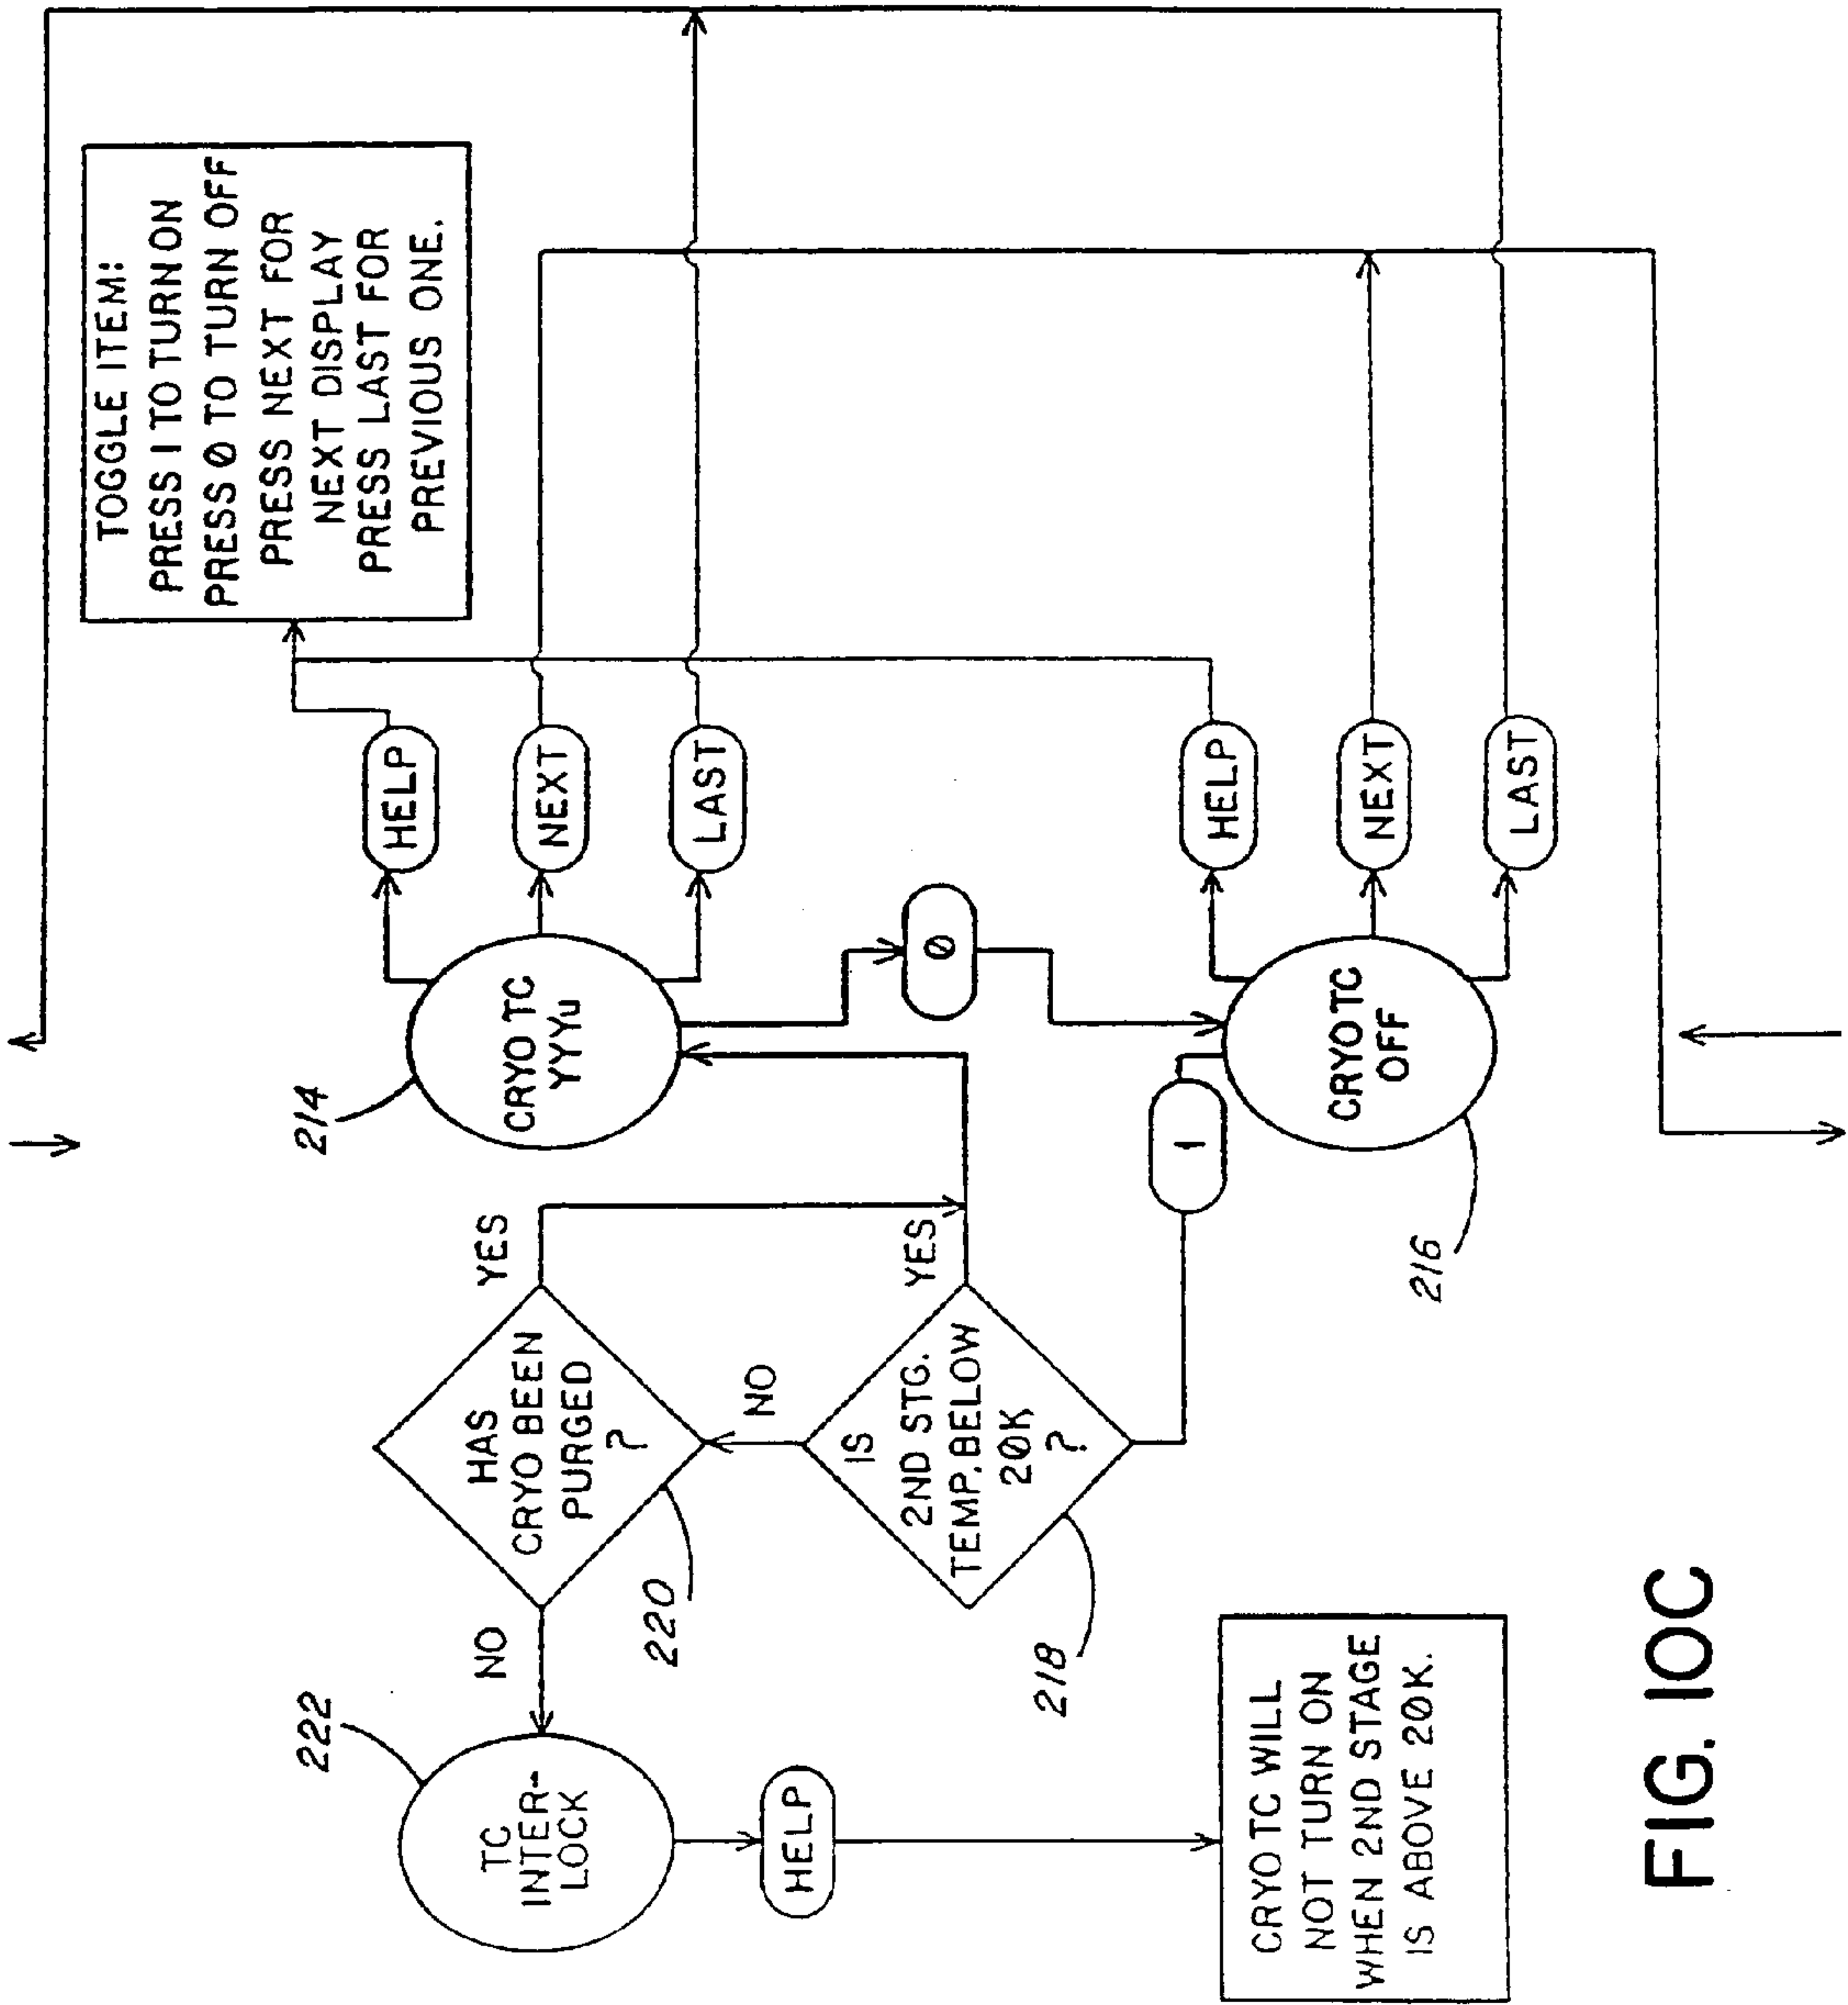 TOGGLE ITEM:
PRESS 1 TO TURN ON
PRESS 0 TO TURN OFF
PRESS NEXT FOR
NEXT DISPLAY
PRESS LAST FOR
PREVIOUS ONE.
222
TC
INTER-
LOCK
NO
220
HAS
CRYO BEEN
PURGED
?
YES
214
CRYO TC
YYYu
HELP
NEXT
LAST
HELP
NO
218
IS
2ND STG.
TEMP. BELOW
20K
?
YES
0
1
CRYO TC WILL
NOT TURN ON
WHEN 2ND STAGE
IS ABOVE 20K.
216
CRYO TC
OFF
HELP
NEXT
LAST
FIG. 10C